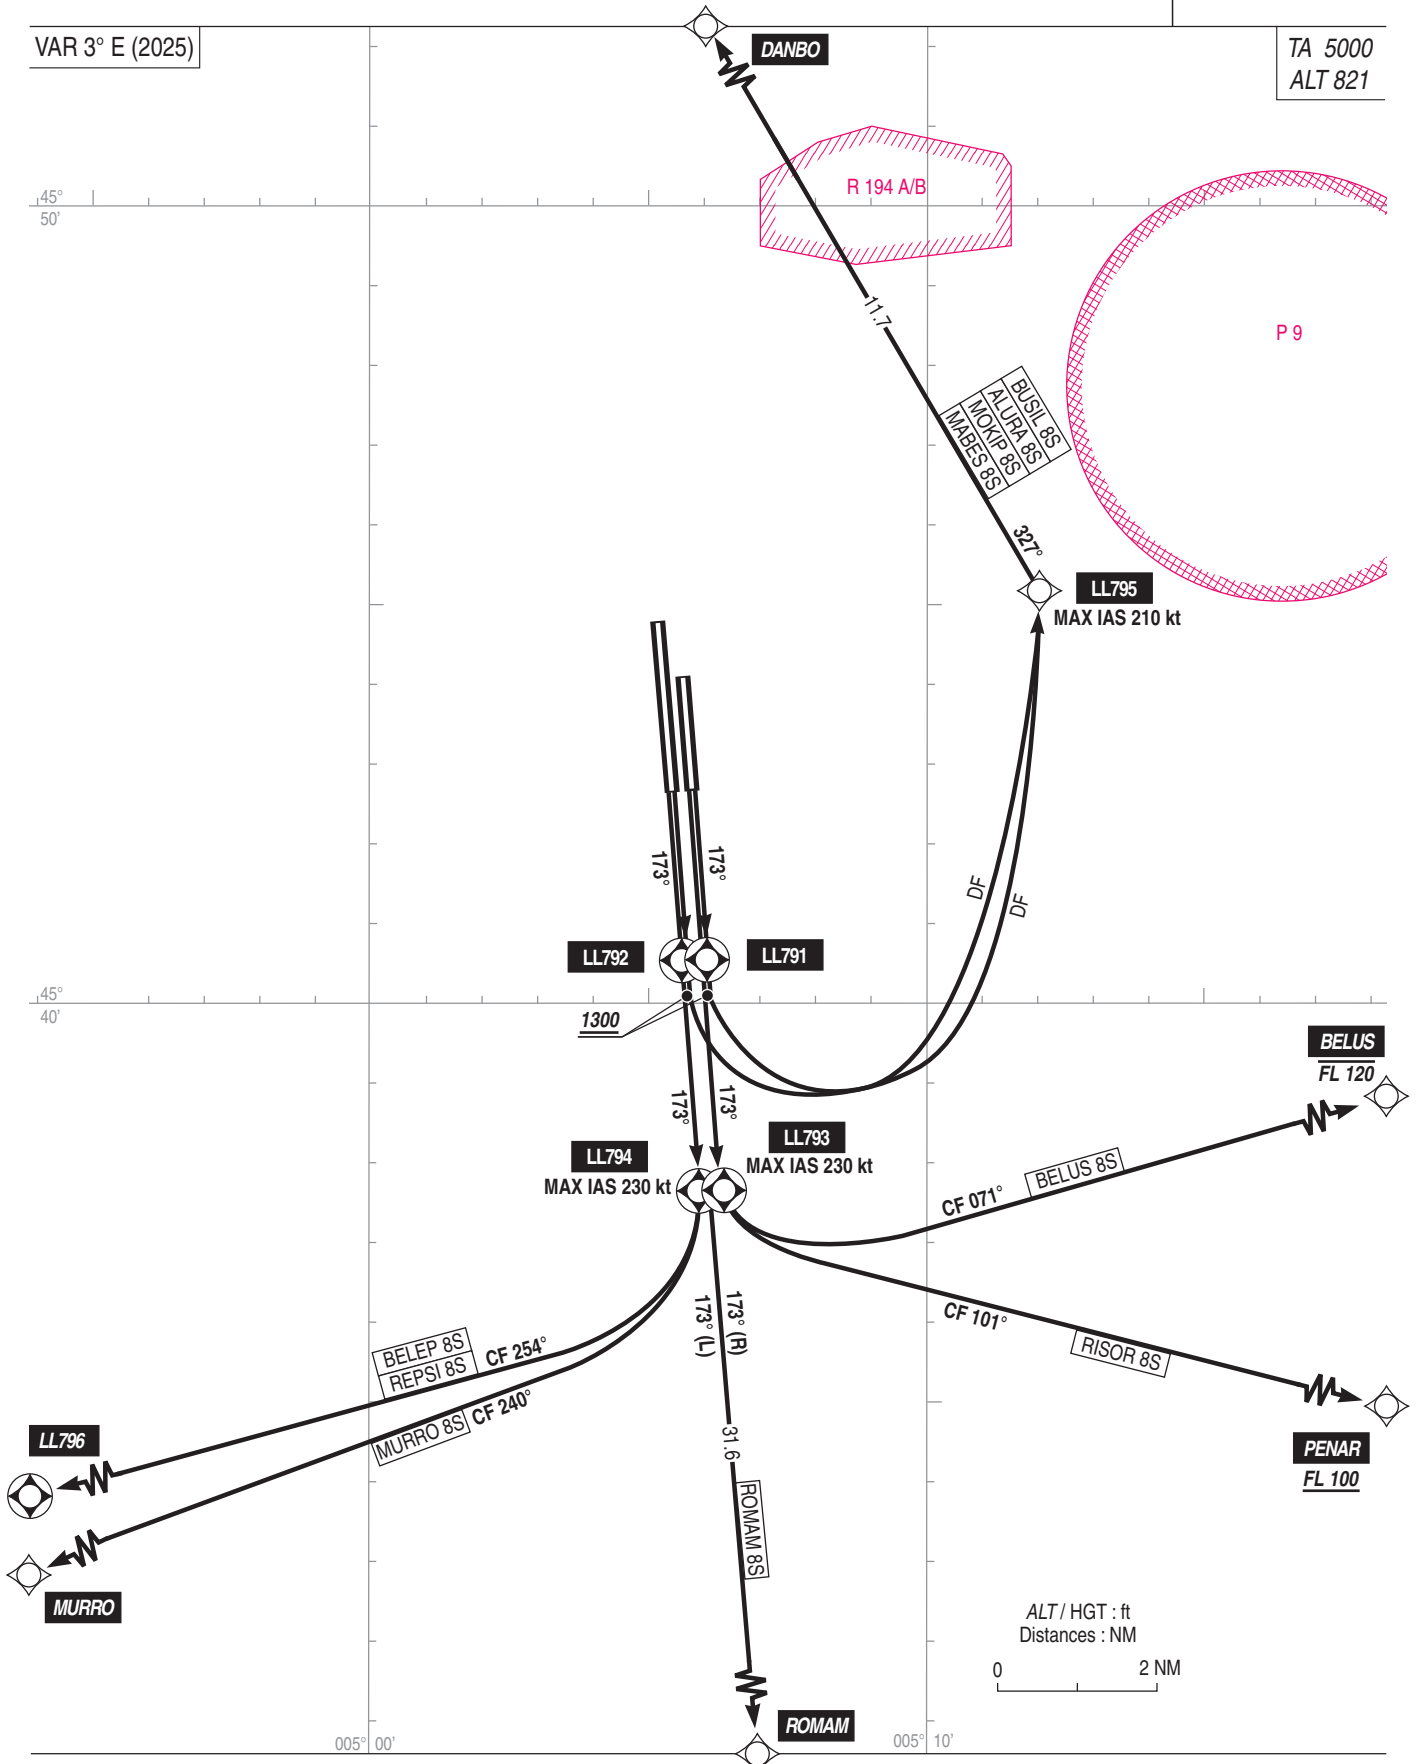 VAR 3° E (2025)
DANBO
TA 5000
ALT 821
R 194 A/B
45°
50'
P 9
11.7
BUSIL 8S
ALURA 8S
MOKIP 8S
MABES 8S
327°
LL795
MAX IAS 210 kt
173°
173°
DF
DF
LL792
LL791
45°
40'
1300
BELUS
FL 120
173°
173°
LL793
MAX IAS 230 kt
LL794
MAX IAS 230 kt
BELUS 8S
CF 071°
CF 101°
RISOR 8S
173° (L)
173° (R)
BELEP 8S
REPSI 8S
CF 254°
MURRO 8S
CF 240°
31.6
LL796
PENAR
FL 100
ROMAM 8S
MURRO
ALT / HGT : ft
Distances : NM
0
2 NM
ROMAM
005° 00'
005° 10'